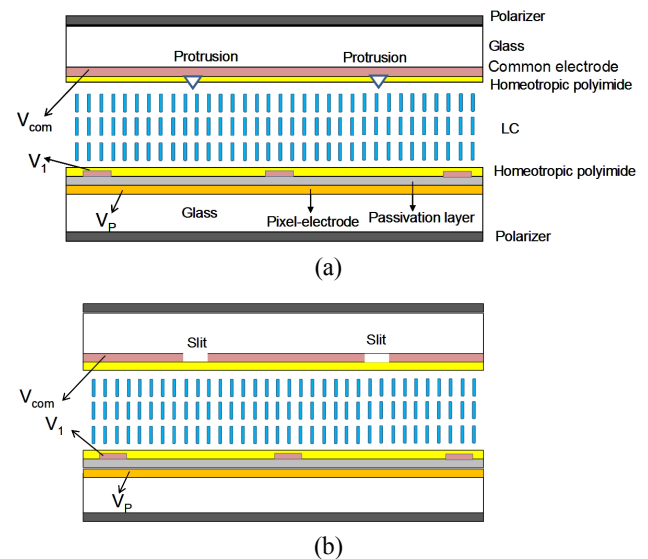 Polarizer
Glass
Protrusion Protrusion
Common electrode
Homeotropic polyimide
Vcom
LC
V1
Homeotropic polyimide
VP
Glass
Pixel-electrode
Passivation layer
Polarizer
(a)
Slit Slit
Vcom
V1
VP
(b)